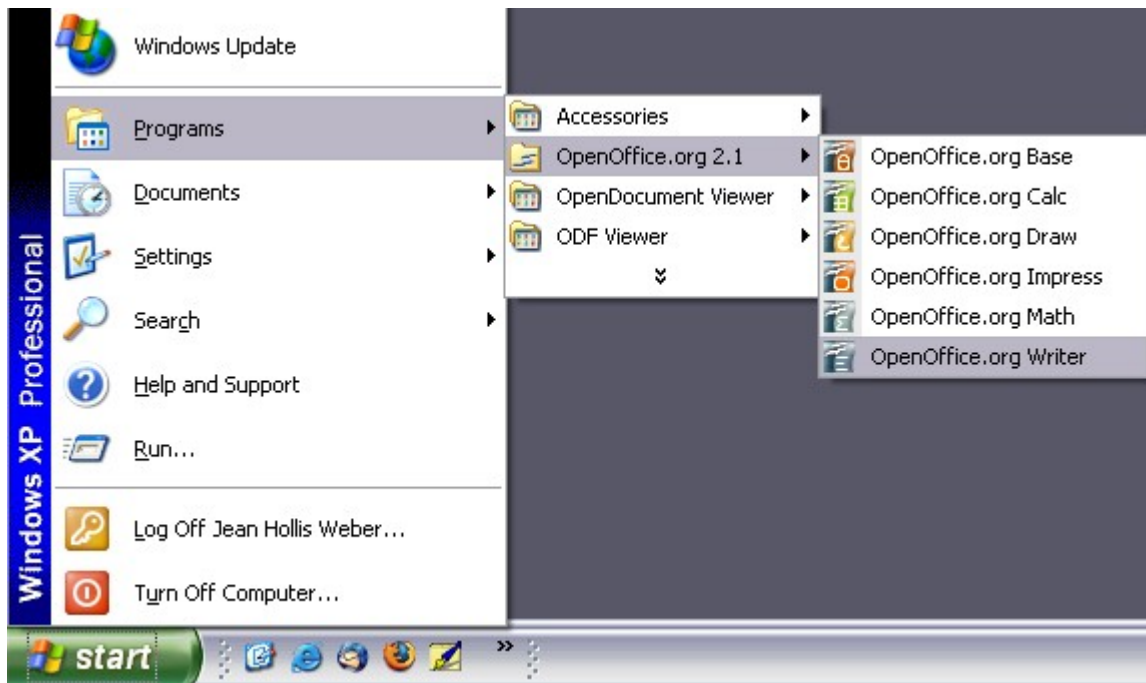 Windows Update
Programs
Documents
Settings
Search
Help and Support
Run...
Log Off Jean Hollis Weber...
Turn Off Computer...
Windows XP Professional
Accessories
OpenOffice.org 2.1
OpenDocument Viewer
ODF Viewer
OpenOffice.org Base
OpenOffice.org Calc
OpenOffice.org Draw
OpenOffice.org Impress
OpenOffice.org Math
OpenOffice.org Writer
start